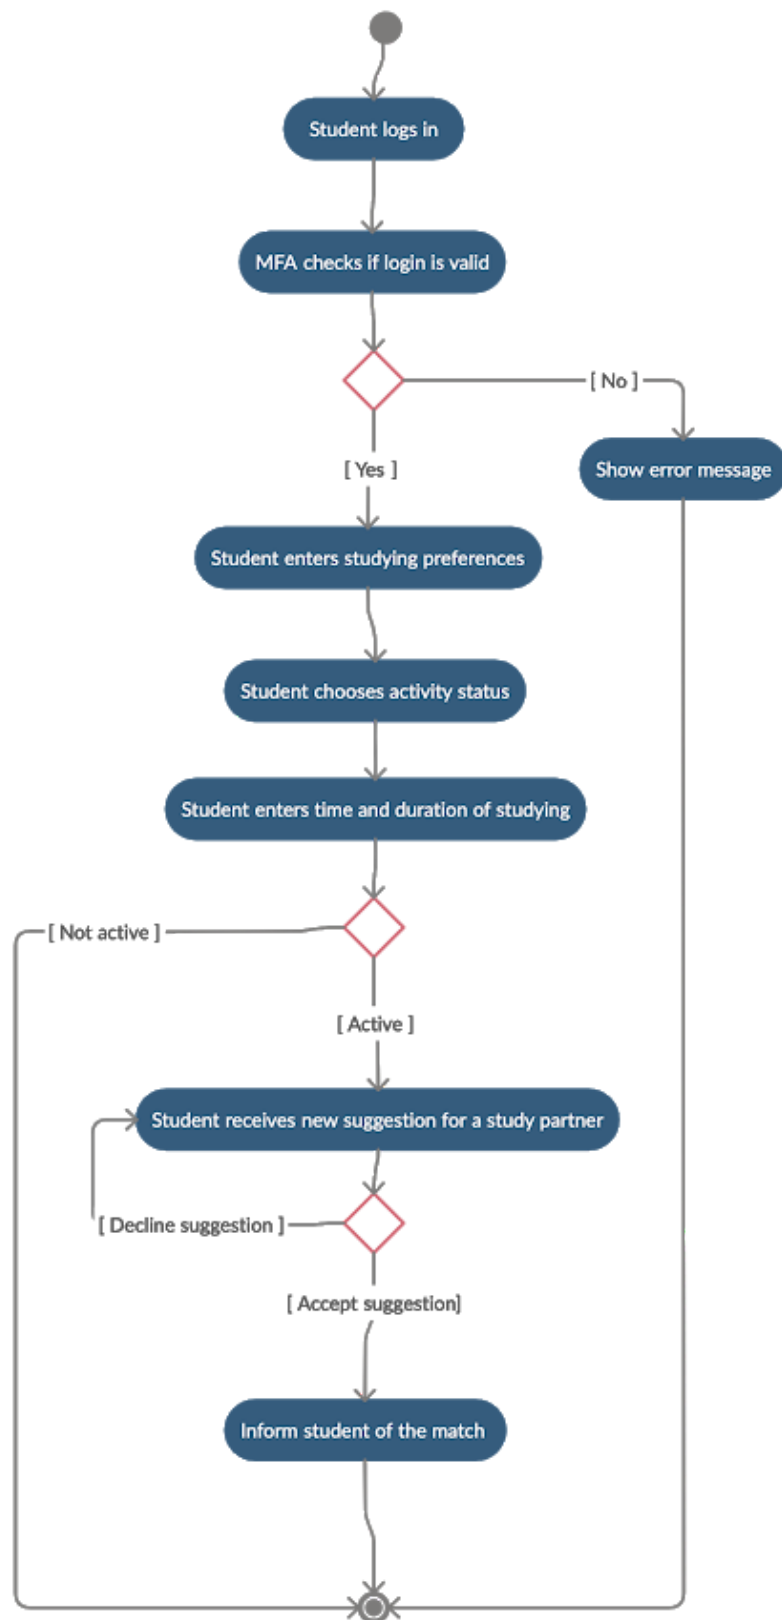 Student logs in
MFA checks if login is valid
[ No ]
[ Yes ]
Show error message
Student enters studying preferences
Student chooses activity status
Student enters time and duration of studying
[ Not active ]
[ Active ]
Student receives new suggestion for a study partner
[ Decline suggestion ]
[ Accept suggestion]
Inform student of the match